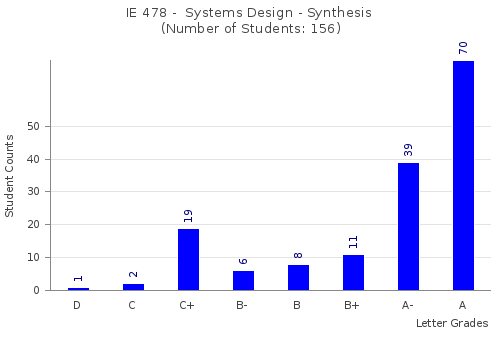 IE 478 -  Systems Design - Synthesis
(Number of Students: 156)
Student Counts
50
40
30
20
10
0
1
2
19
6
8
11
39
70
D C C+ B- B B+ A- A
Letter Grades